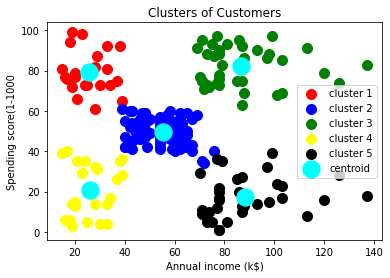 Clusters of Customers
Spending score(1-1000
100
80
60
40
20
0
20
40
60
80
100
120
140
Annual income (k$)
cluster 1
cluster 2
cluster 3
cluster 4
cluster 5
centroid